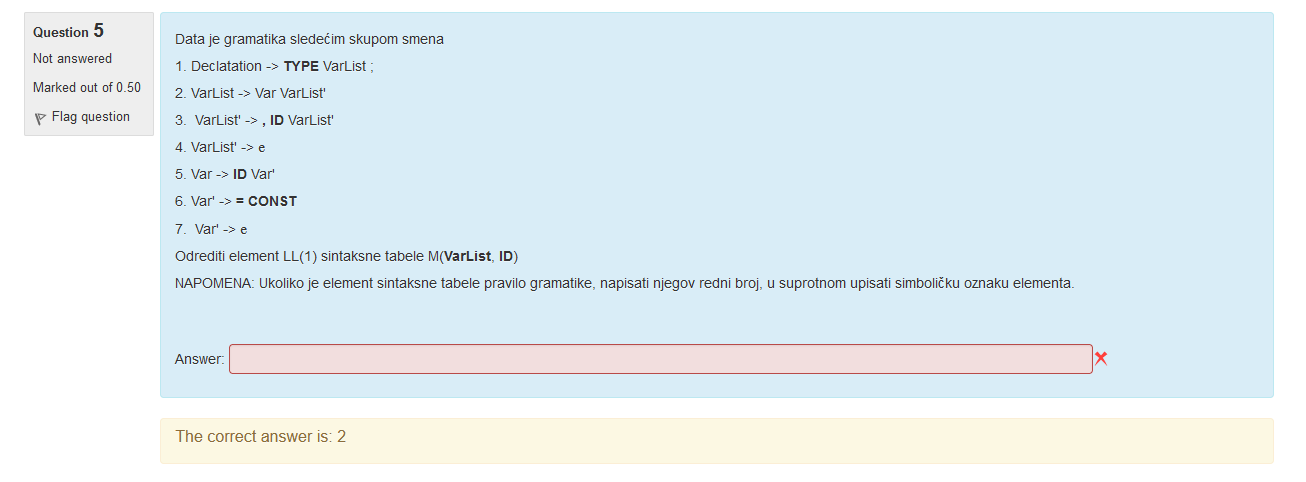 Question 5
Not answered
Marked out of 0.50
Flag question
Data je gramatika sledećim skupom smena
1. Declatation -> TYPE VarList ;
2. VarList -> Var VarList'
3. VarList' -> , ID VarList'
4. VarList' -> e
5. Var -> ID Var'
6. Var' -> = CONST
7. Var' -> e
Odrediti element LL(1) sintaksne tabele M(VarList, ID)
NAPOMENA: Ukoliko je element sintaksne tabele pravilo gramatike, napisati njegov redni broj, u suprotnom upisati simboličku oznaku elementa.
Answer:
The correct answer is: 2